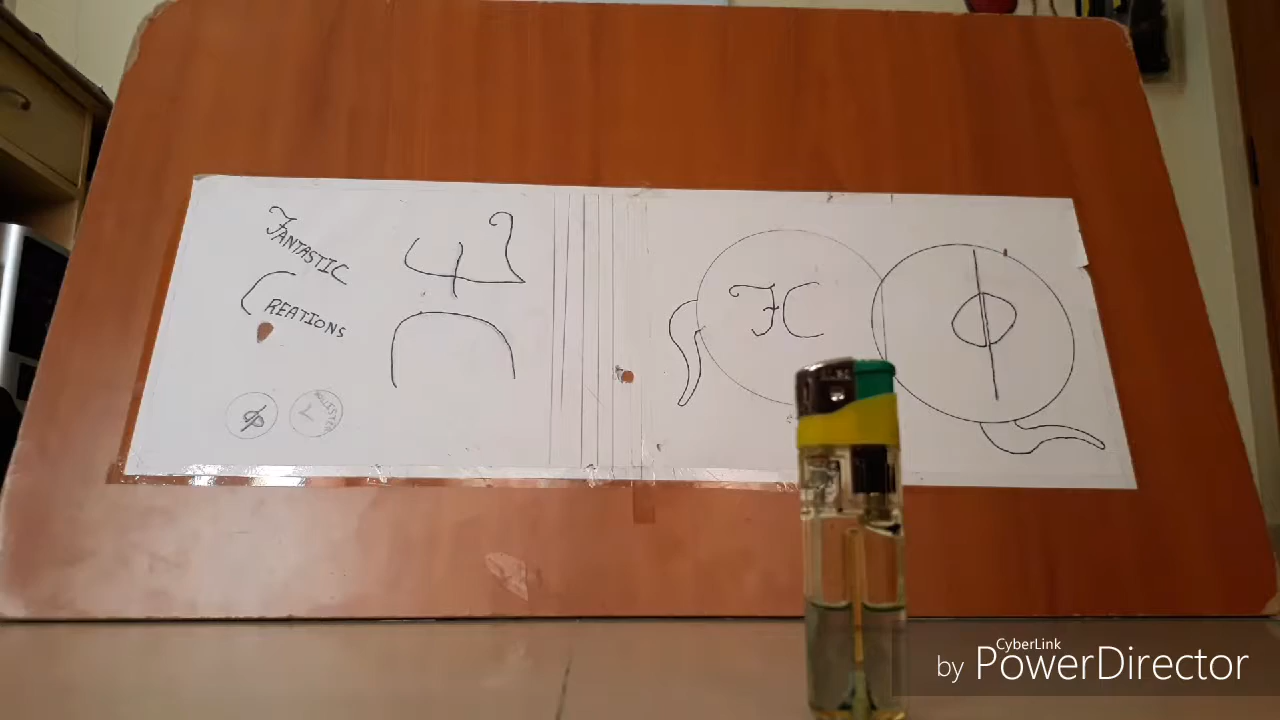 FANTASTIC
CREATIONS
FC
CyberLink
by PowerDirector